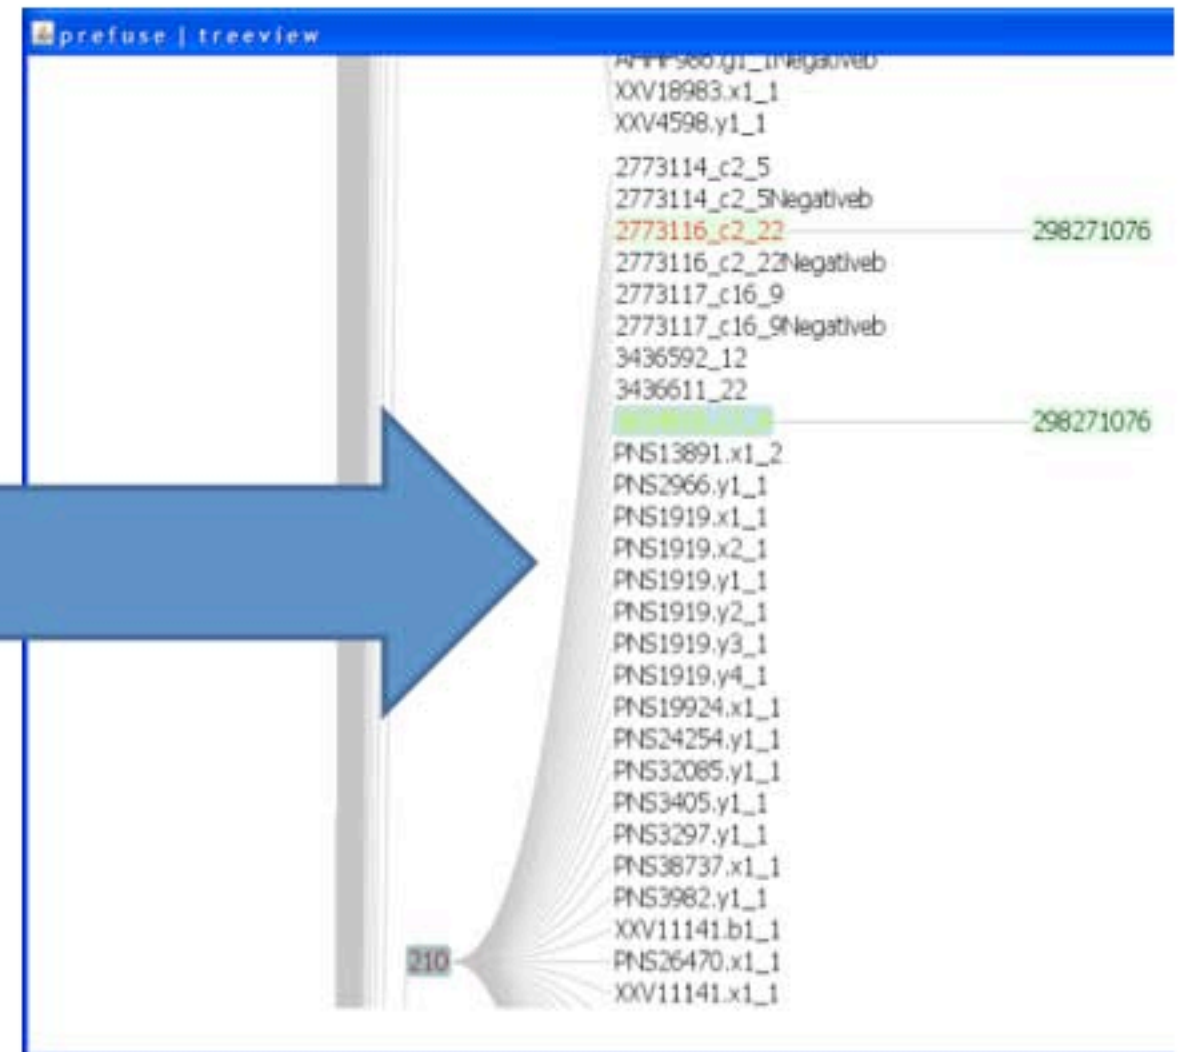 prefuse | treeview
XXV18983.x1_1
XXV4598.y1_1
2773114_c2_5
2773114_c2_5Negativeb
2773116_c2_22 298271076
2773116_c2_22Negativeb
2773117_c16_9
2773117_c16_9Negativeb
3436592_12
3436611_22
298271076
PNS13891.x1_2
PNS2966.y1_1
PNS1919.x1_1
PNS1919.x2_1
PNS1919.y1_1
PNS1919.y2_1
PNS1919.y3_1
PNS1919.y4_1
PNS19924.x1_1
PNS24254.y1_1
PNS32085.y1_1
PNS3405.y1_1
PNS3297.y1_1
PNS38737.x1_1
PNS3982.y1_1
XXV11141.b1_1
210 PNS26470.x1_1
XXV11141.x1_1